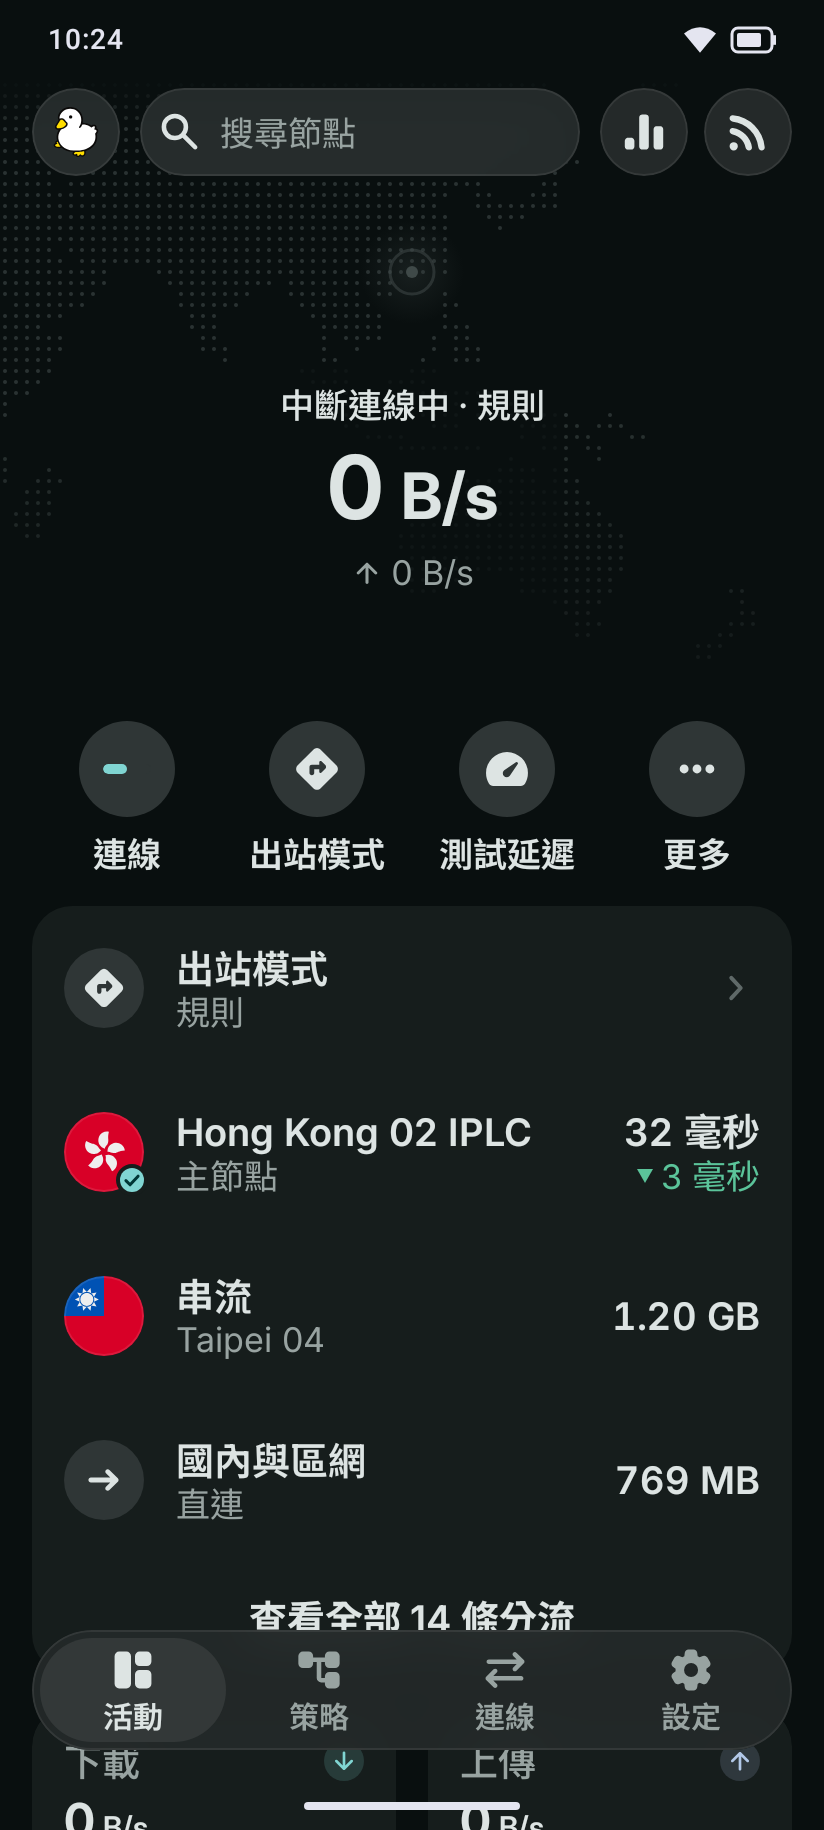 10:24
搜尋節點
中斷連線中 · 規則
0 B/s
↑ 0 B/s
連線
出站模式
測試延遲
更多
出站模式
規則
Hong Kong 02 IPLC
32 毫秒
主節點
▼3 毫秒
串流
1.20 GB
Taipei 04
國內與區網
769 MB
直連
查看全部 14 條分流
活動
策略
連線
設定
下載
上傳
0 B/s
0 B/s